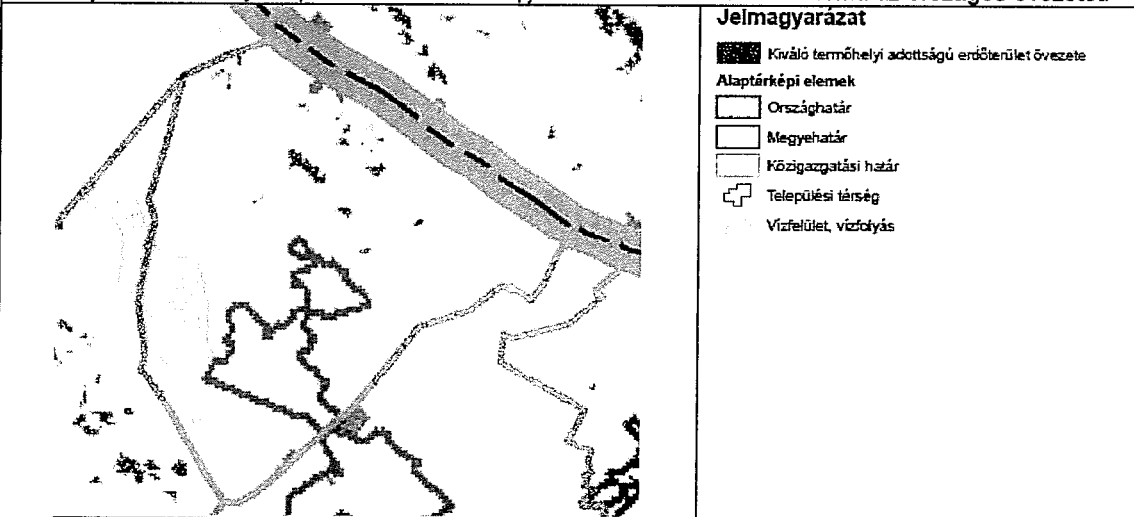 Jelmagyarázat
Kiváló termőhelyi adottságú erdőterület övezete
Alaptérképi elemek
Országhatár
Megyehatár
Közigazgatási határ
Települési térség
Vízfelület, vízfolyás